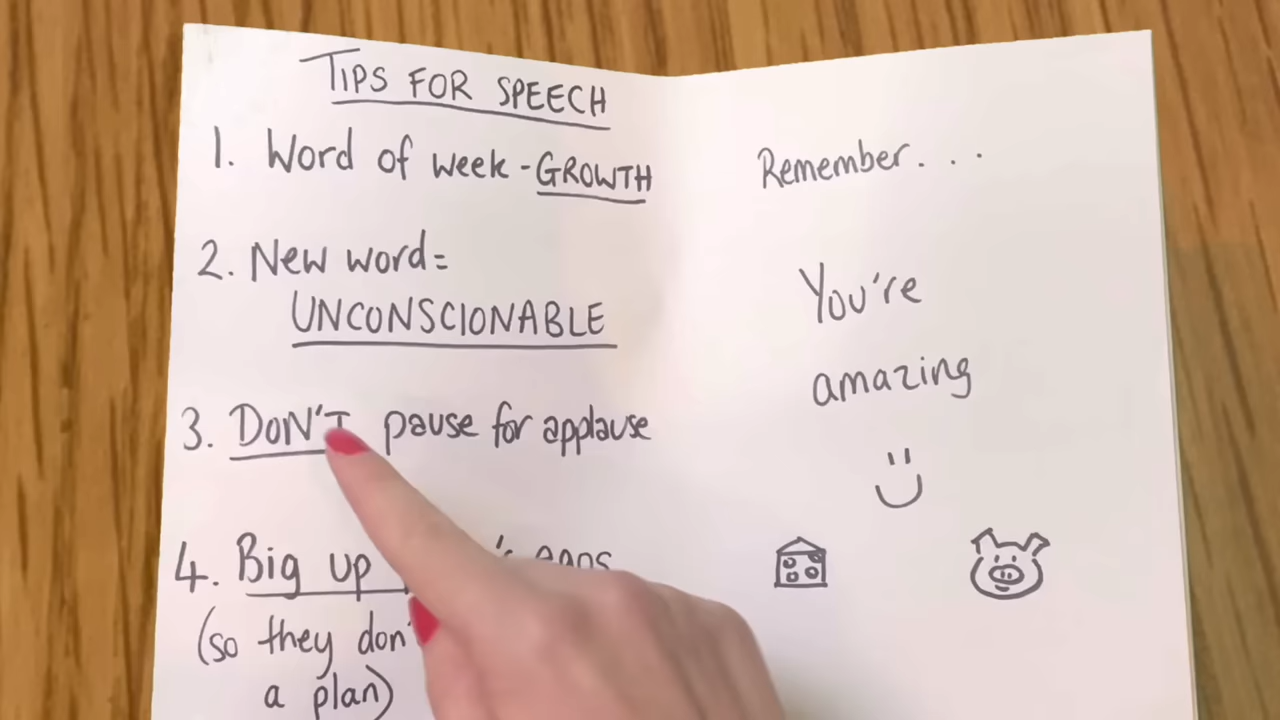 TIPS FOR SPEECH
1. Word of week - GROWTH
2. New word =
UNCONSCIONABLE
3. DON'T pause for applause
4. Big up
(so they don'
a plan)
Remember...
You're
amazing